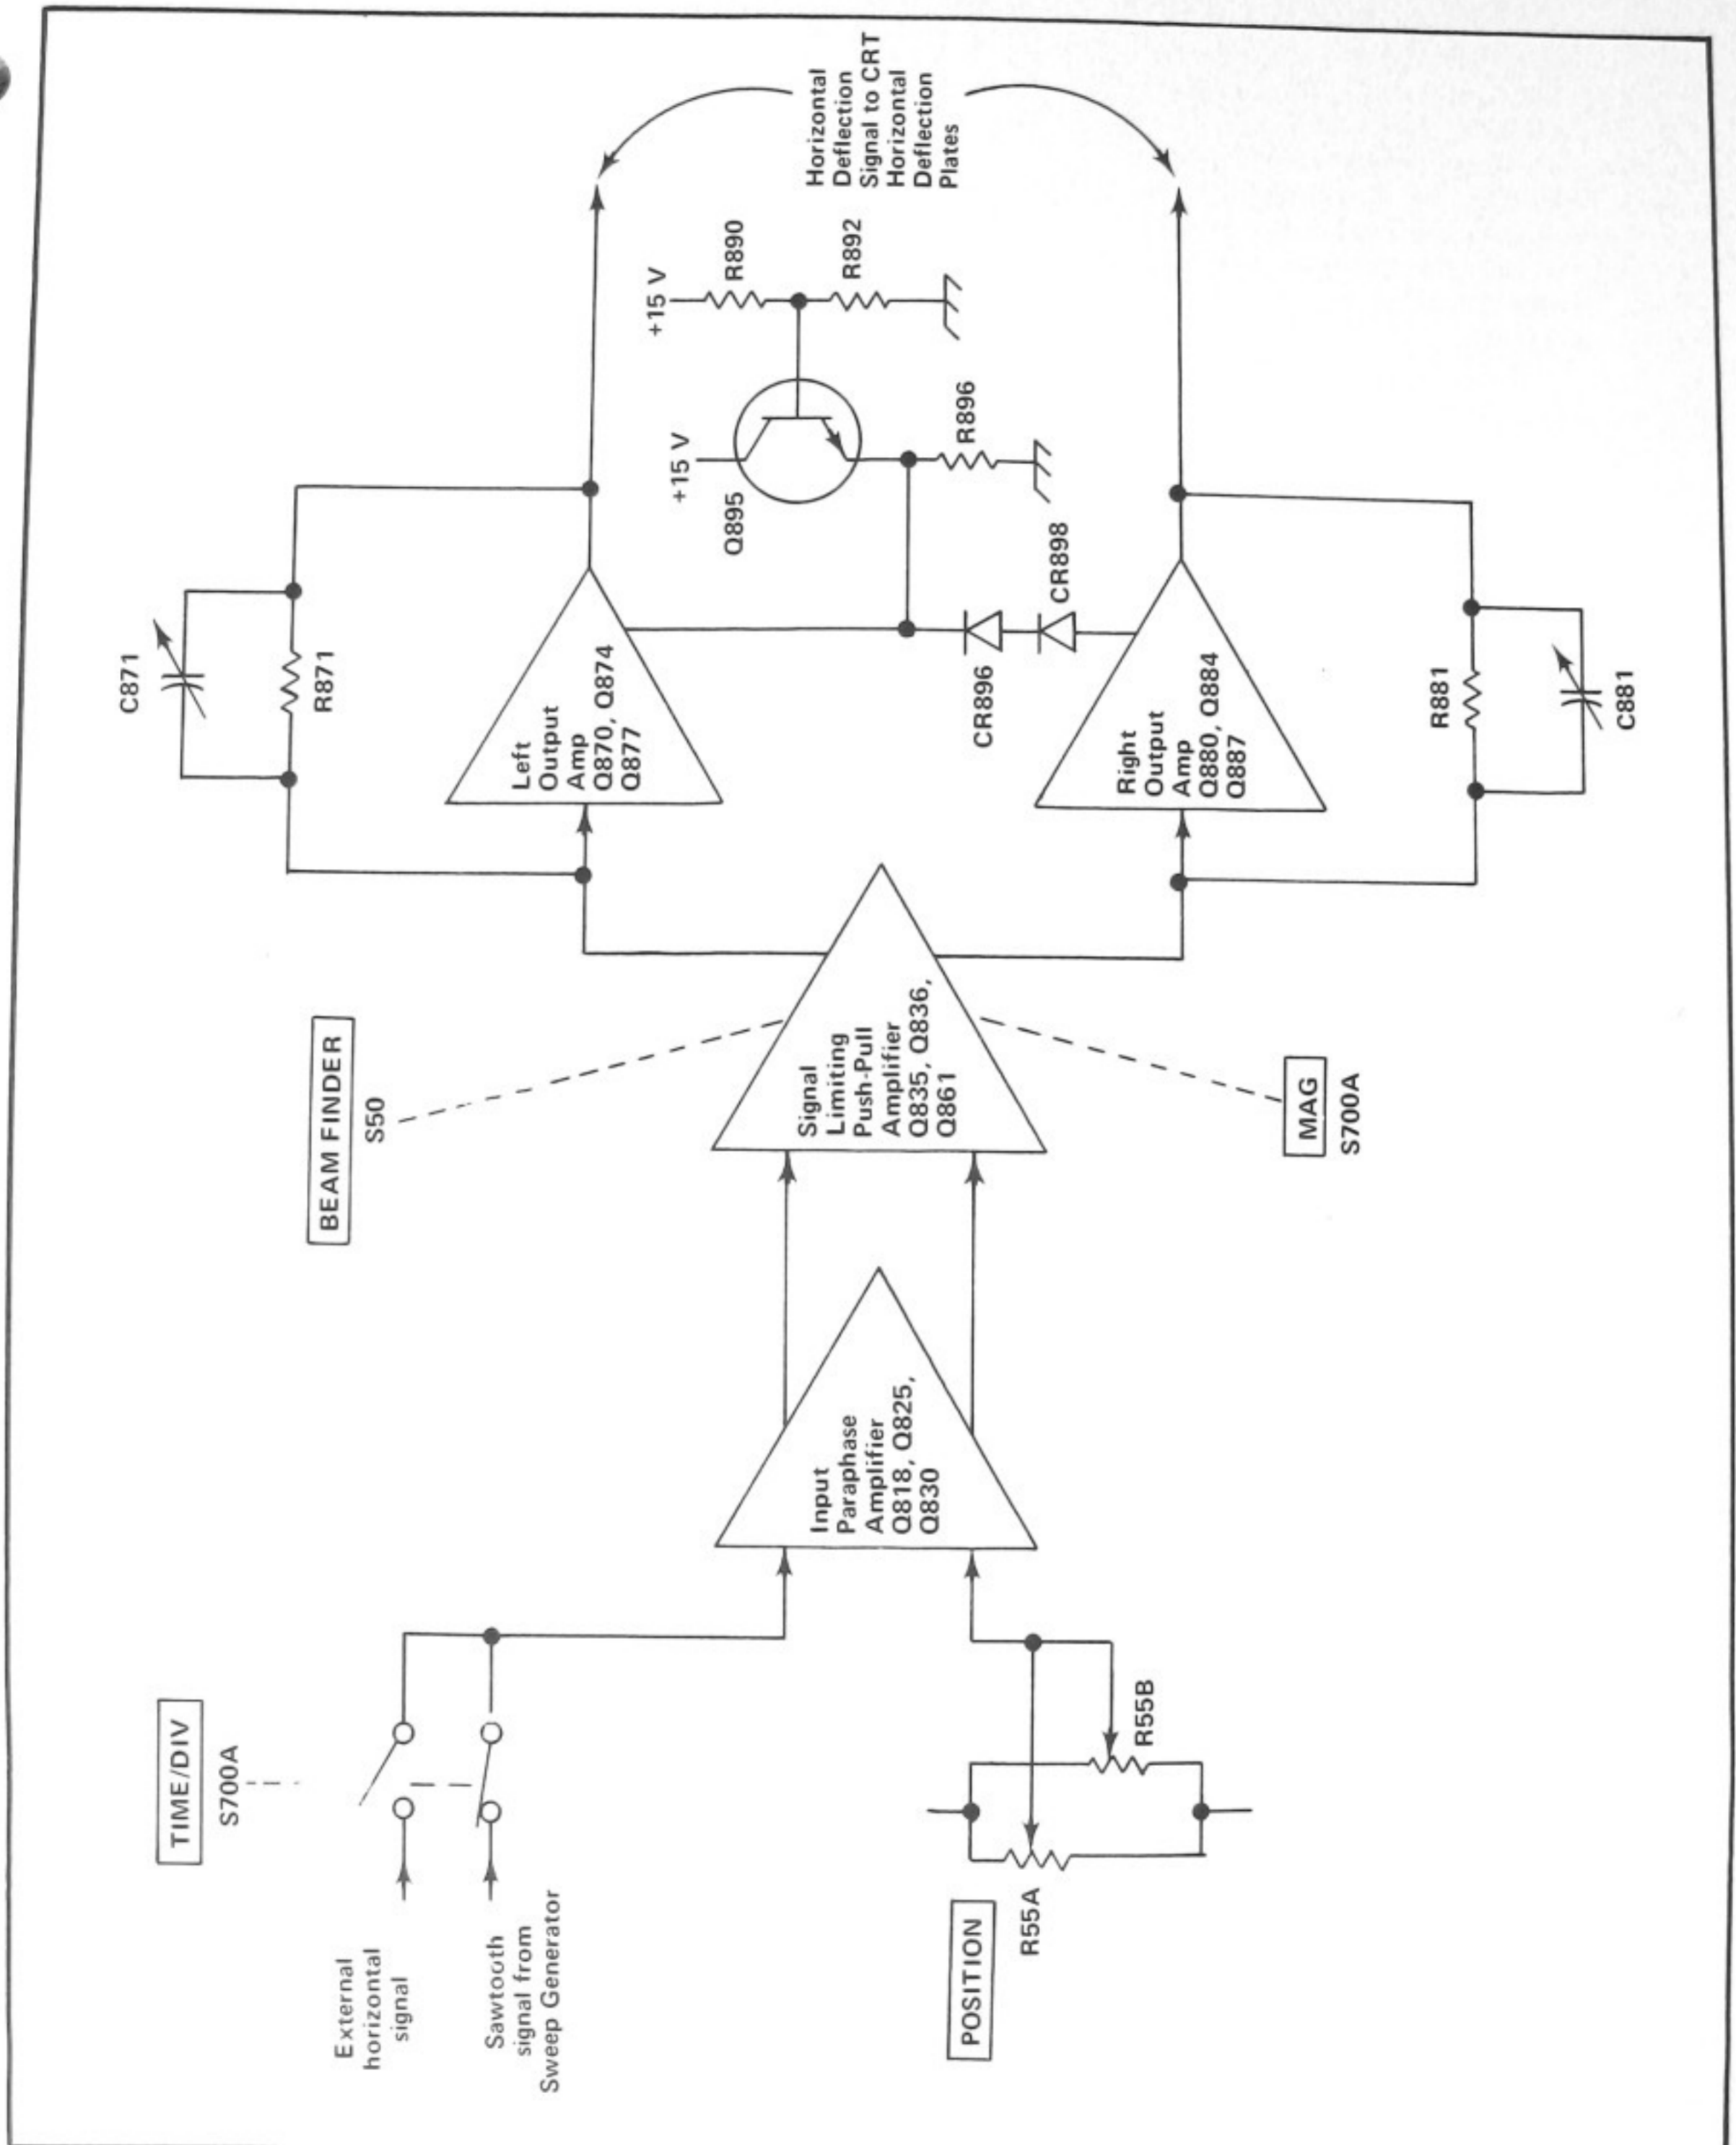 TIME/DIV
S700A
External
horizontal
signal
Sawtooth
signal from
Sweep Generator
POSITION
R55A
R55B
Input
Paraphase
Amplifier
Q818, Q825,
Q830
BEAM FINDER
S50
Signal
Limiting
Push-Pull
Amplifier
Q835, Q836,
Q861
MAG
S700A
C871
R871
Left
Output
Amp
Q870, Q874
Q877
Right
Output
Amp
Q880, Q884
Q887
R881
C881
Q895
+15 V
+15 V
R890
R892
R896
CR896
CR898
Horizontal
Deflection
Signal to CRT
Horizontal
Deflection
Plates